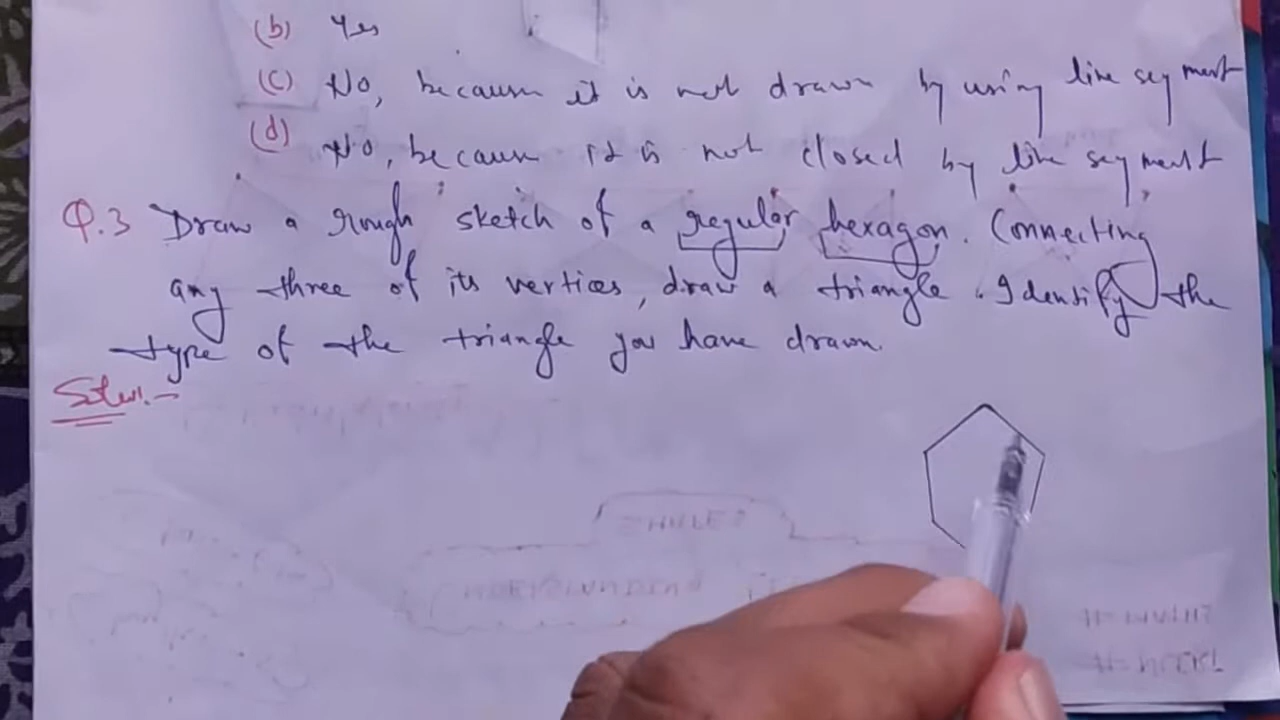 (b) Yes
(c) No, because it is not drawn by using line segment
(d) No, because it is not closed by line segment
Q.3 Draw a rough sketch of a regular hexagon. Connecting
any three of its vertices, draw a triangle. Identify the
type of the triangle you have drawn.
Soln:-